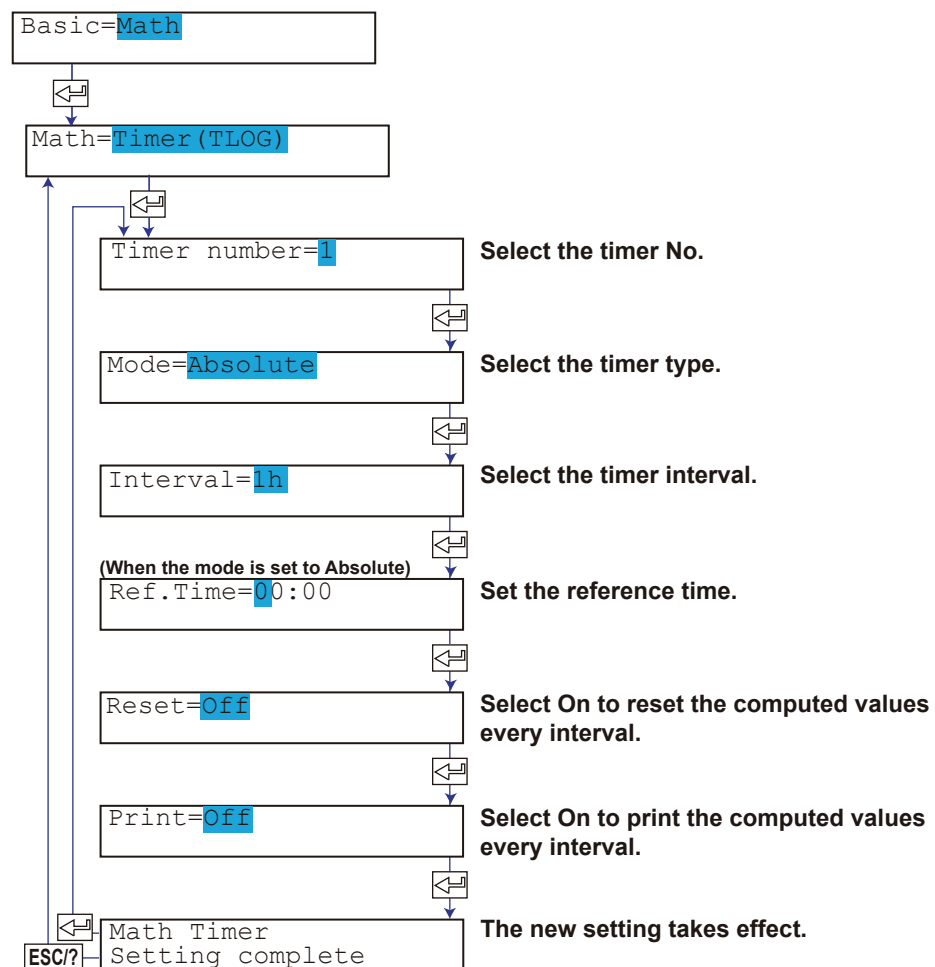 Basic=Math
Math=Timer(TLOG)
Timer number=1
Select the timer No.
Mode=Absolute
Select the timer type.
Interval=1h
Select the timer interval.
(When the mode is set to Absolute)
Ref.Time=00:00
Set the reference time.
Reset=Off
Select On to reset the computed values
every interval.
Print=Off
Select On to print the computed values
every interval.
Math Timer
Setting complete
The new setting takes effect.
ESC/?